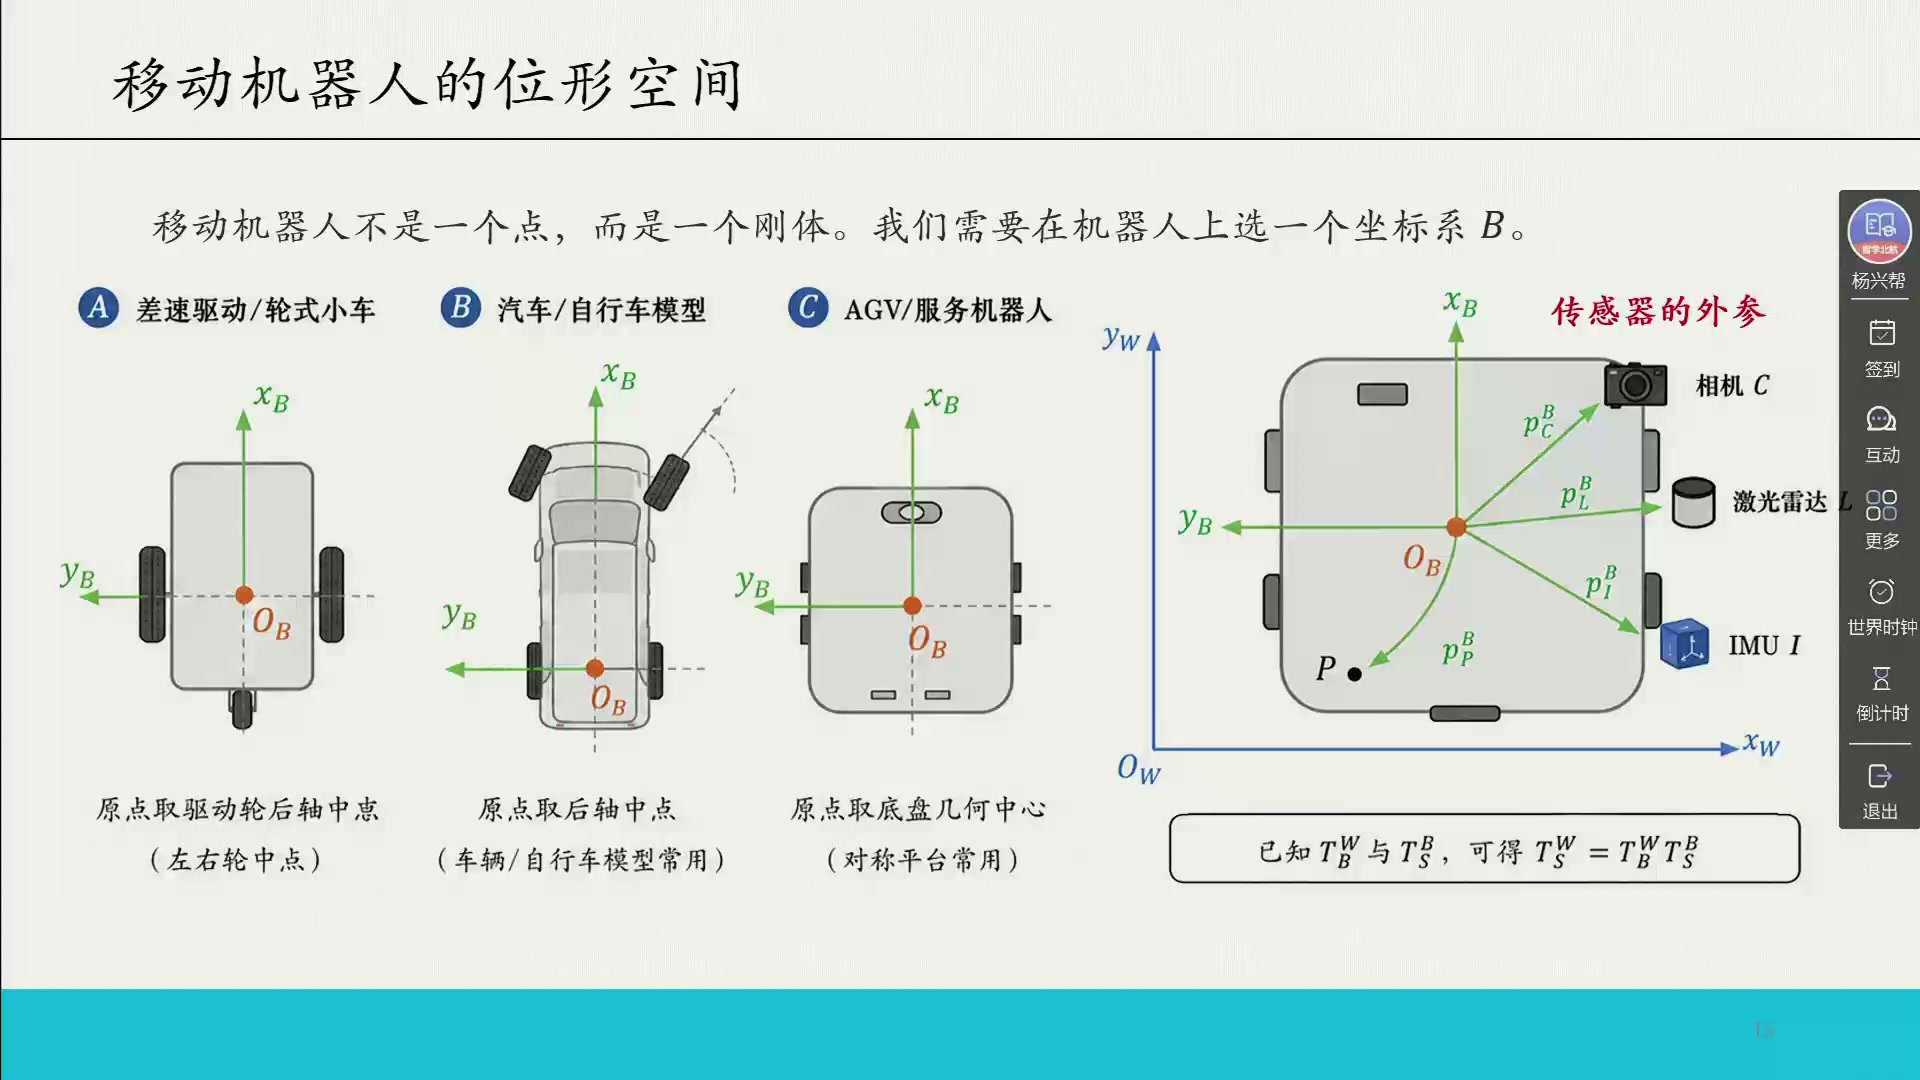 移动机器人的位形空间
移动机器人不是一个点，而是一个刚体。我们需要在机器人上选一个坐标系 B。
A 差速驱动/轮式小车
x_B
y_B
O_B
原点取驱动轮后轴中点
（左右轮中点）
B 汽车/自行车模型
x_B
y_B
O_B
原点取后轴中点
（车辆/自行车模型常用）
C AGV/服务机器人
x_B
y_B
O_B
原点取底盘几何中心
（对称平台常用）
传感器的外参
y_W
x_B
相机 C
p_C^B
p_L^B
激光雷达 L
y_B
O_B
p_I^B
IMU I
p_P^B
P
x_W
O_W
已知 T_B^W 与 T_S^B，可得 T_S^W = T_B^W T_S^B
智学北航
杨兴帮
签到
互动
更多
世界时钟
倒计时
退出
15